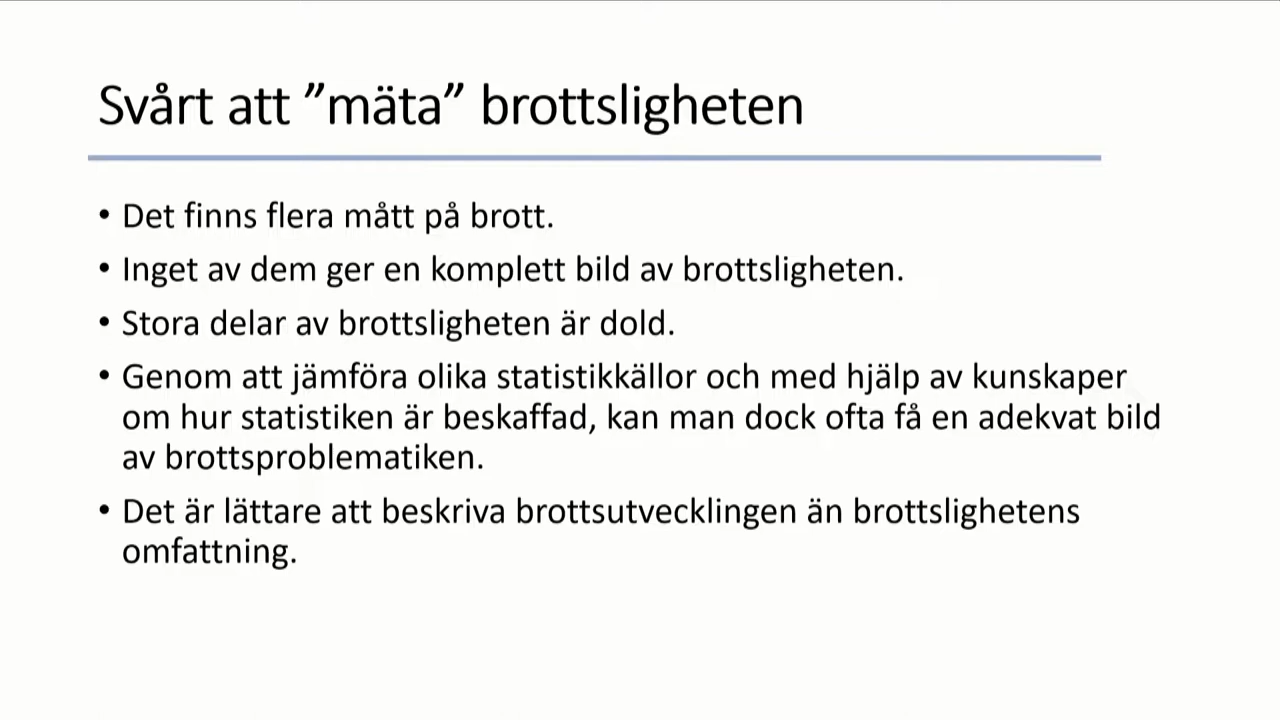 Svårt att ”mäta” brottsligheten
• Det finns flera mått på brott.
• Inget av dem ger en komplett bild av brottsligheten.
• Stora delar av brottsligheten är dold.
• Genom att jämföra olika statistikkällor och med hjälp av kunskaper
om hur statistiken är beskaffad, kan man dock ofta få en adekvat bild
av brottsproblematiken.
• Det är lättare att beskriva brottsutvecklingen än brottslighetens
omfattning.